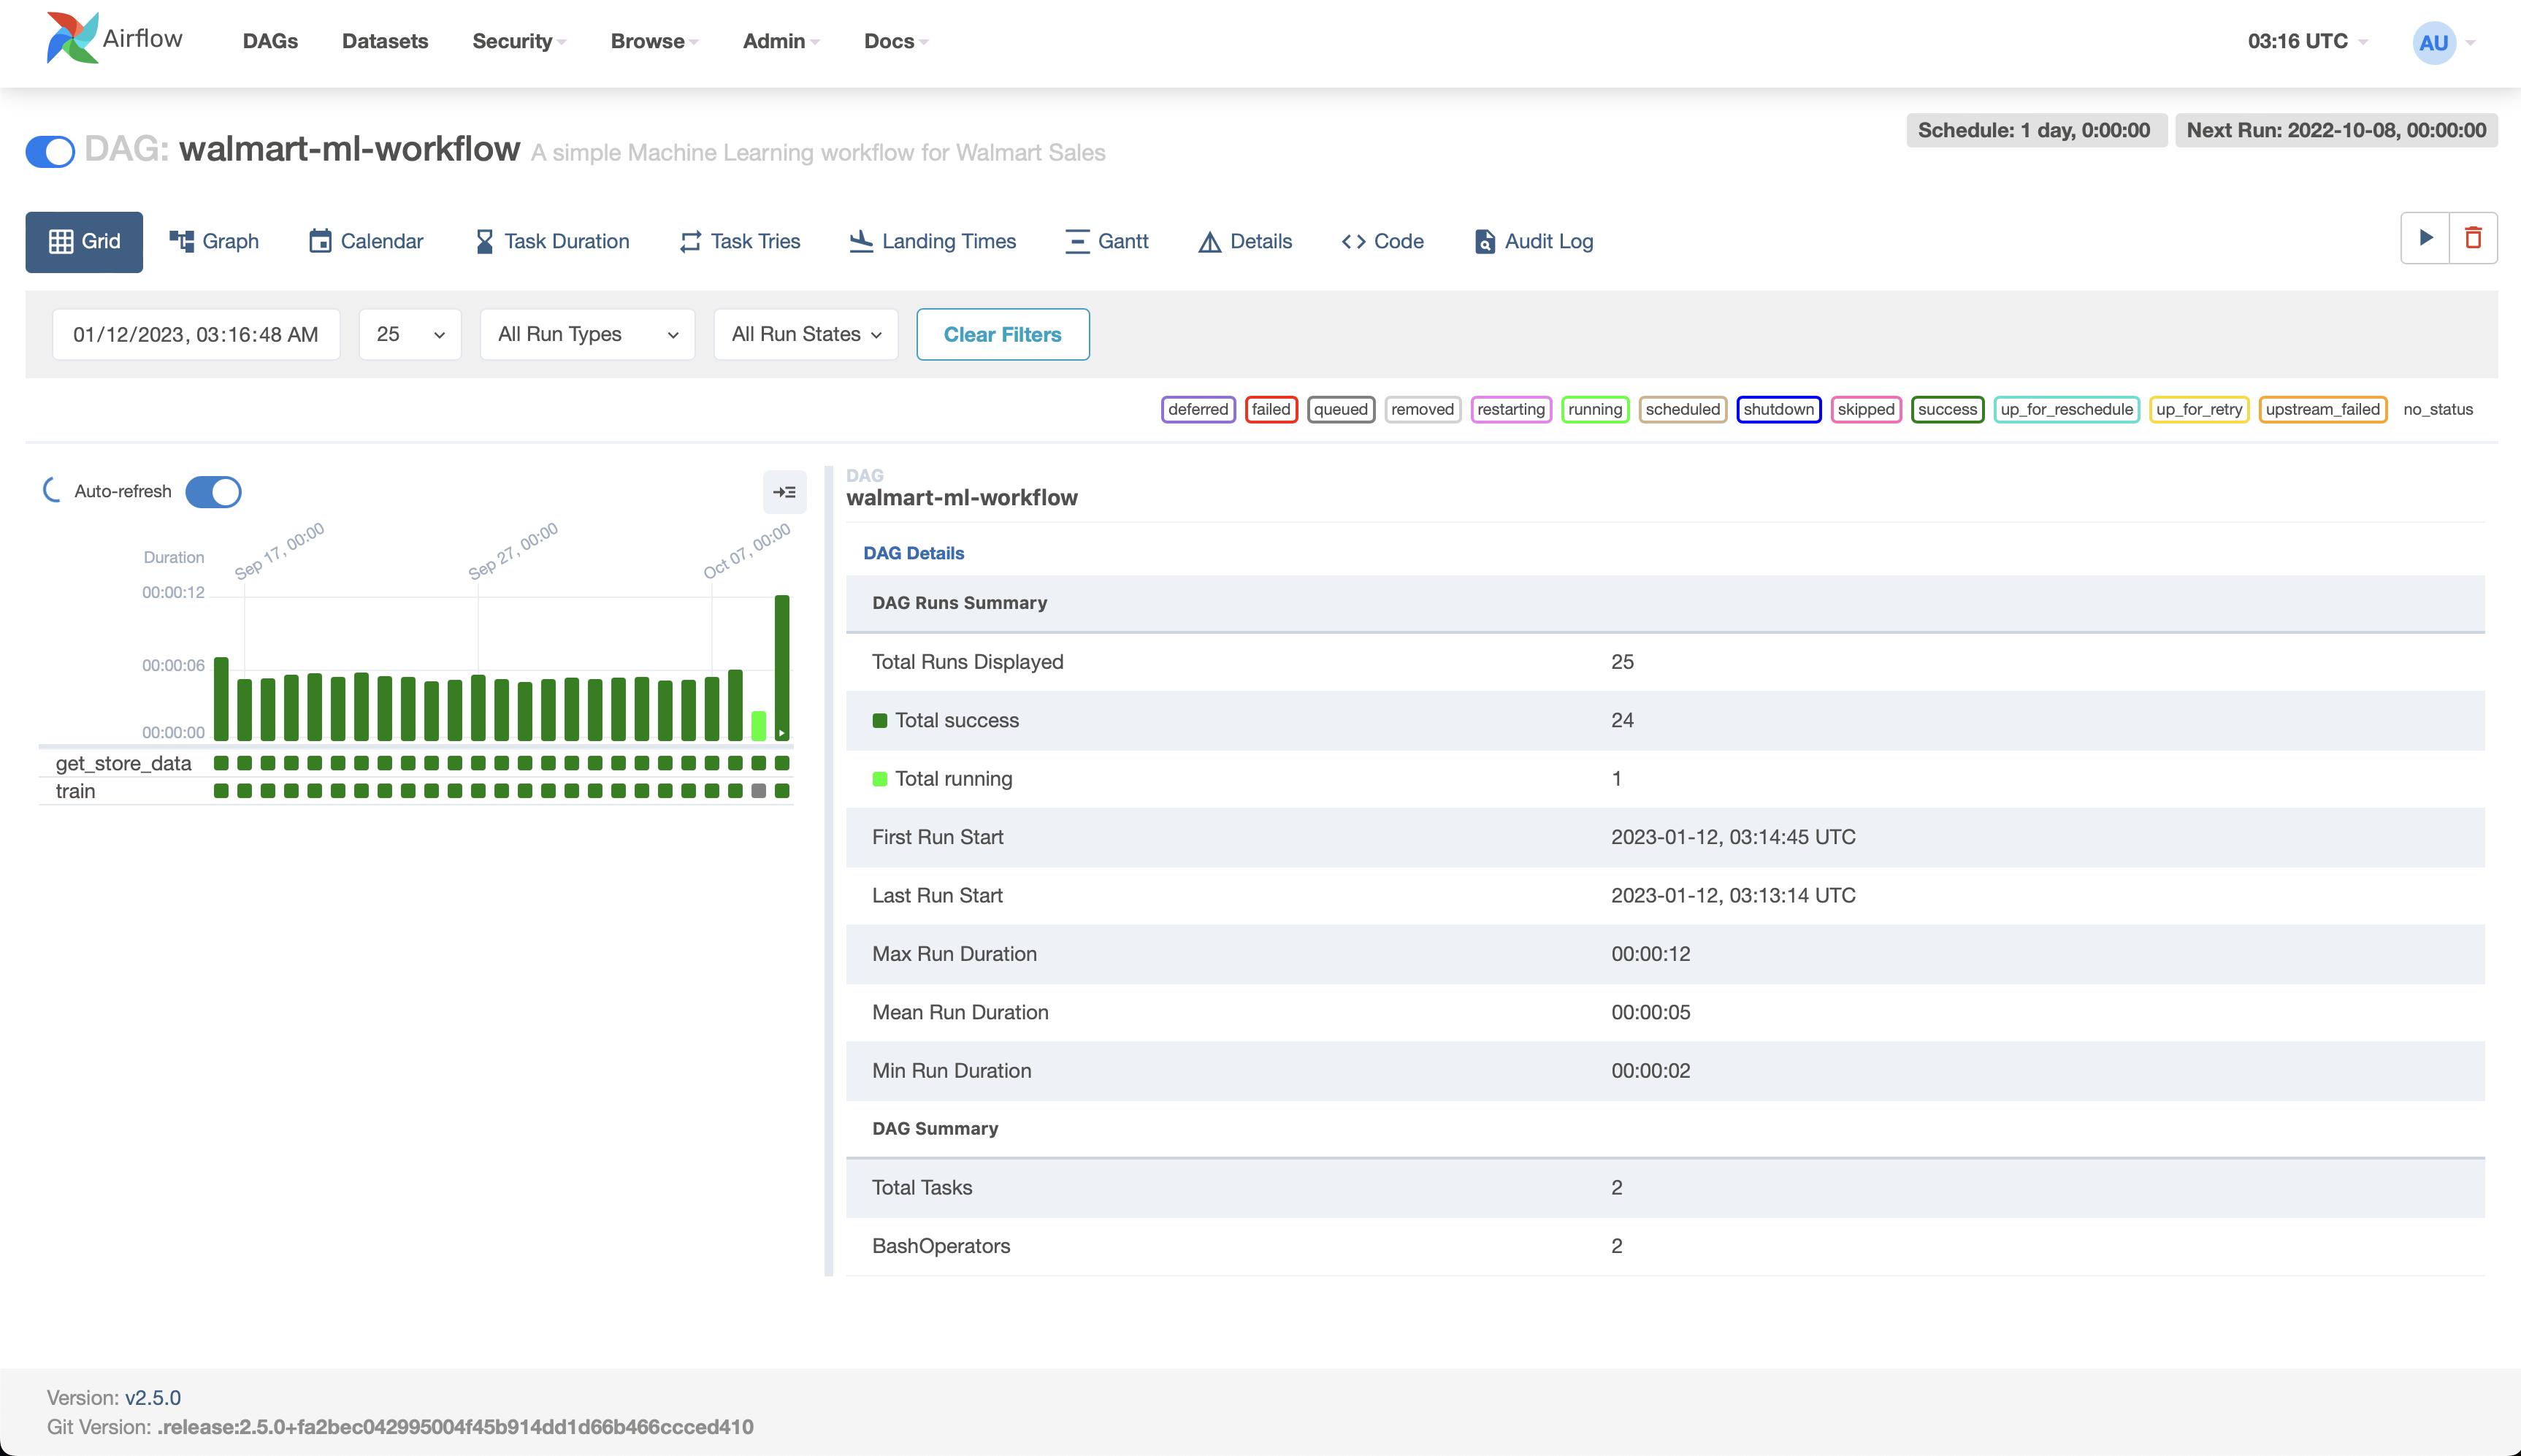 Airflow DAGs Datasets Security Browse Admin Docs 03:16 UTC AU
DAG: walmart-ml-workflow A simple Machine Learning workflow for Walmart Sales
Schedule: 1 day, 0:00:00 Next Run: 2022-10-08, 00:00:00
Grid Graph Calendar Task Duration Task Tries Landing Times Gantt Details Code Audit Log
01/12/2023, 03:16:48 AM 25 All Run Types All Run States Clear Filters
deferred failed queued removed restarting running scheduled shutdown skipped success up_for_reschedule up_for_retry upstream_failed no_status
Auto-refresh
Sep 17, 00:00 Sep 27, 00:00 Oct 07, 00:00
Duration
00:00:12
00:00:06
00:00:00
get_store_data
train
DAG
walmart-ml-workflow
DAG Details
DAG Runs Summary
Total Runs Displayed 25
Total success 24
Total running 1
First Run Start 2023-01-12, 03:14:45 UTC
Last Run Start 2023-01-12, 03:13:14 UTC
Max Run Duration 00:00:12
Mean Run Duration 00:00:05
Min Run Duration 00:00:02
DAG Summary
Total Tasks 2
BashOperators 2
Version: v2.5.0
Git Version: .release:2.5.0+fa2bec042995004f45b914dd1d66b466ccced410